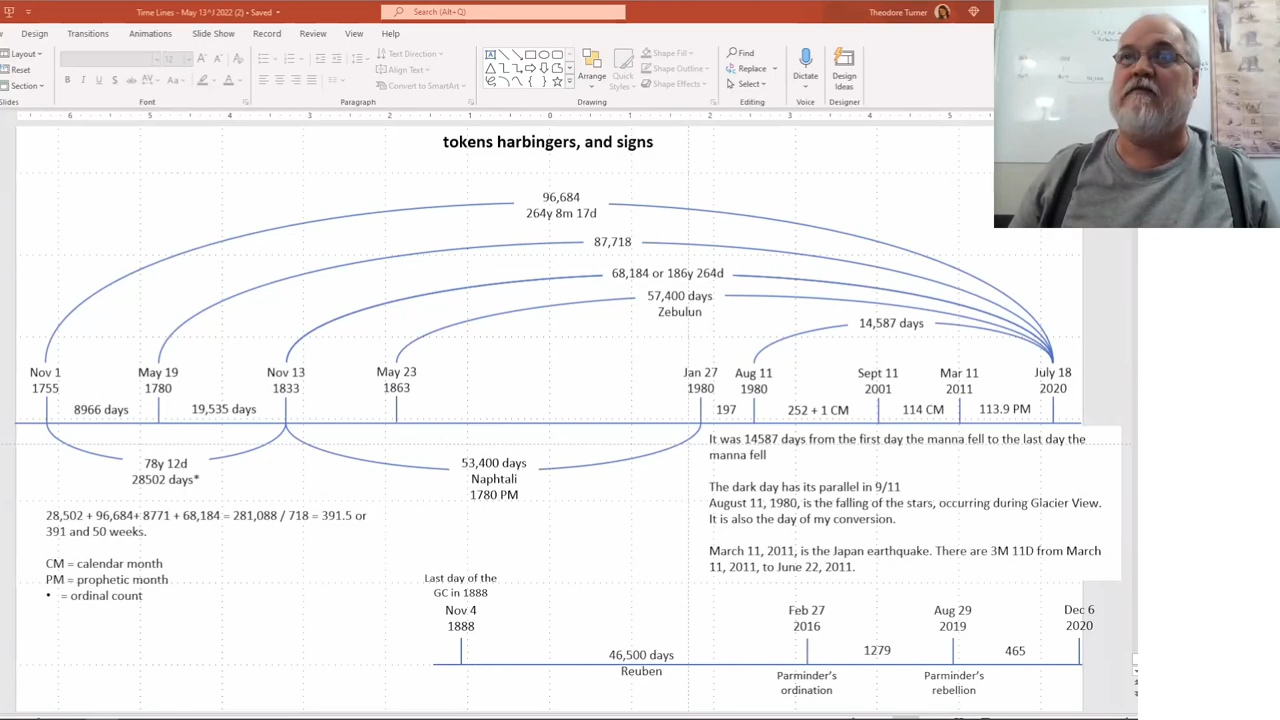 Time Lines - May 13^J 2022 (2) • Saved
Search (Alt+Q)
Theodore Turner
Design Transitions Animations Slide Show Record Review View Help
Layout
Reset
Section
Slides
12
Text Direction
Align Text
Convert to SmartArt
Arrange
Quick Styles
Shape Fill
Shape Outline
Shape Effects
Find
Replace
Select
Dictate
Design Ideas
Font Paragraph Drawing Editing Voice Designer
6 5 4 3 2 1 0 1 2 3 4 5
tokens harbingers, and signs
96,684
264y 8m 17d
87,718
68,184 or 186y 264d
57,400 days
Zebulun
14,587 days
Nov 1 May 19 Nov 13 May 23 Jan 27 Aug 11 Sept 11 Mar 11 July 18
1755 1780 1833 1863 1980 1980 2001 2011 2020
8966 days 19,535 days 197 252 + 1 CM 114 CM 113.9 PM
78y 12d
28502 days*
53,400 days
Naphtali
1780 PM
It was 14587 days from the first day the manna fell to the last day the
manna fell
The dark day has its parallel in 9/11
August 11, 1980, is the falling of the stars, occurring during Glacier View.
It is also the day of my conversion.
March 11, 2011, is the Japan earthquake. There are 3M 11D from March
11, 2011, to June 22, 2011.
28,502 + 96,684+ 8771 + 68,184 = 281,088 / 718 = 391.5 or
391 and 50 weeks.
CM = calendar month
PM = prophetic month
• = ordinal count
Last day of the
GC in 1888
Nov 4 Feb 27 Aug 29 Dec 6
1888 2016 2019 2020
46,500 days 1279 465
Reuben
Parminder's
ordination
Parminder's
rebellion